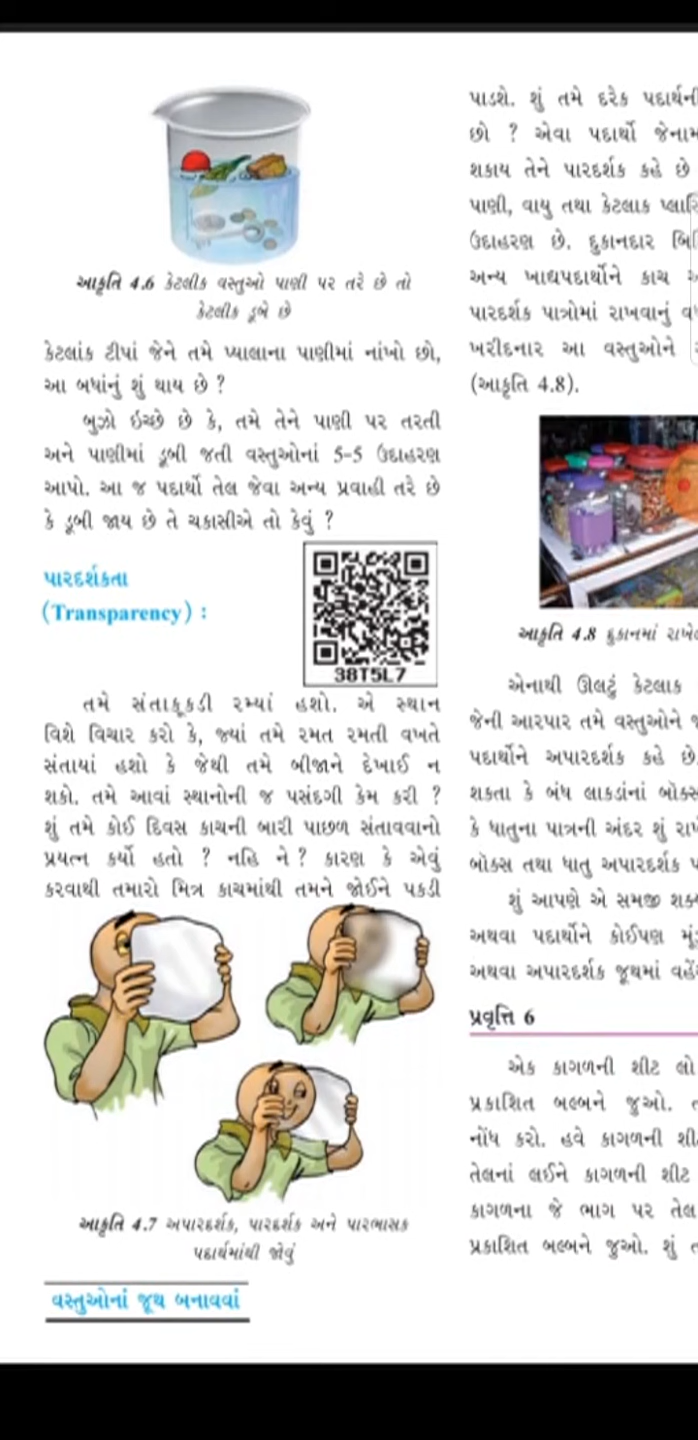 આકૃતિ 4.6 કેટલીક વસ્તુઓ પાણી પર તરે છે તો
કેટલીક ડૂબે છે
કેટલાંક ટીપાં જેને તમે પ્યાલાના પાણીમાં નાંખો છો,
આ બધાંનું શું થાય છે ?
બુઝો ઇચ્છે છે કે, તમે તેને પાણી પર તરતી
અને પાણીમાં ડૂબી જતી વસ્તુઓનાં 5-5 ઉદાહરણ
આપો. આ જ પદાર્થો તેલ જેવા અન્ય પ્રવાહી તરે છે
કે ડૂબી જાય છે તે ચકાસીએ તો કેવું ?
પારદર્શકતા
(Transparency) :
38T5L7
તમે સંતાકૂકડી રમ્યાં હશો. એ સ્થાન
વિશે વિચાર કરો કે, જ્યાં તમે રમત રમતી વખતે
સંતાયાં હશો કે જેથી તમે બીજાને દેખાઈ ન
શકો. તમે આવાં સ્થાનોની જ પસંદગી કેમ કરી ?
શું તમે કોઈ દિવસ કાચની બારી પાછળ સંતાવવાનો
પ્રયત્ન કર્યો હતો ? નહિ ને ? કારણ કે એવું
કરવાથી તમારો મિત્ર કાચમાંથી તમને જોઈને પકડી
આકૃતિ 4.7 અપારદર્શક, પારદર્શક અને પારભાસક
પદાર્થમાંથી જોવું
વસ્તુઓનાં જૂથ બનાવવાં
પાડશે. શું તમે દરેક પદાર્થની
છો ? એવા પદાર્થો જેનામ
શકાય તેને પારદર્શક કહે છે
પાણી, વાયુ તથા કેટલાક
ઉદાહરણ છે. દુકાનદાર
અન્ય ખાદ્યપદાર્થોને કાચ
પારદર્શક પાત્રોમાં રાખવાનું
ખરીદનાર આ વસ્તુઓને
(આકૃતિ 4.8).
આકૃતિ 4.8 દુકાનમાં
એનાથી ઊલટું કેટલાક
જેની આરપાર તમે વસ્તુઓને
પદાર્થોને અપારદર્શક કહે છે.
શકતા કે બંધ લાકડાંનાં બૉક્સ
કે ધાતુના પાત્રની અંદર શું
બૉક્સ તથા ધાતુ અપારદર્શક
શું આપણે એ સમજી
અથવા પદાર્થોને કોઈપણ
અથવા અપારદર્શક જૂથમાં
પ્રવૃત્તિ 6
એક કાગળની શીટ લો
પ્રકાશિત બલ્બને જુઓ.
નોંધ કરો. હવે કાગળની
તેલનાં લઈને કાગળની શીટ
કાગળના જે ભાગ પર તેલ
પ્રકાશિત બલ્બને જુઓ. શું